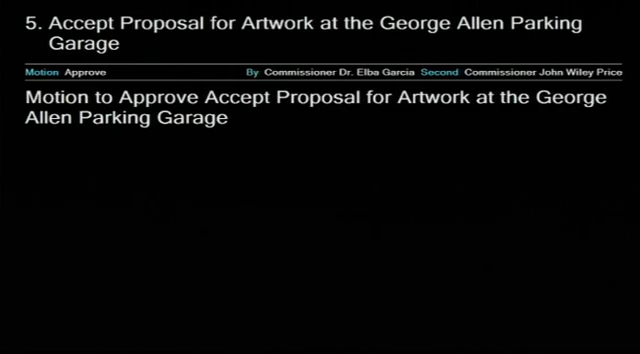 5. Accept Proposal for Artwork at the George Allen Parking
Garage
Motion Approve By Commissioner Dr. Elba Garcia Second Commissioner John Wiley Price
Motion to Approve Accept Proposal for Artwork at the George
Allen Parking Garage